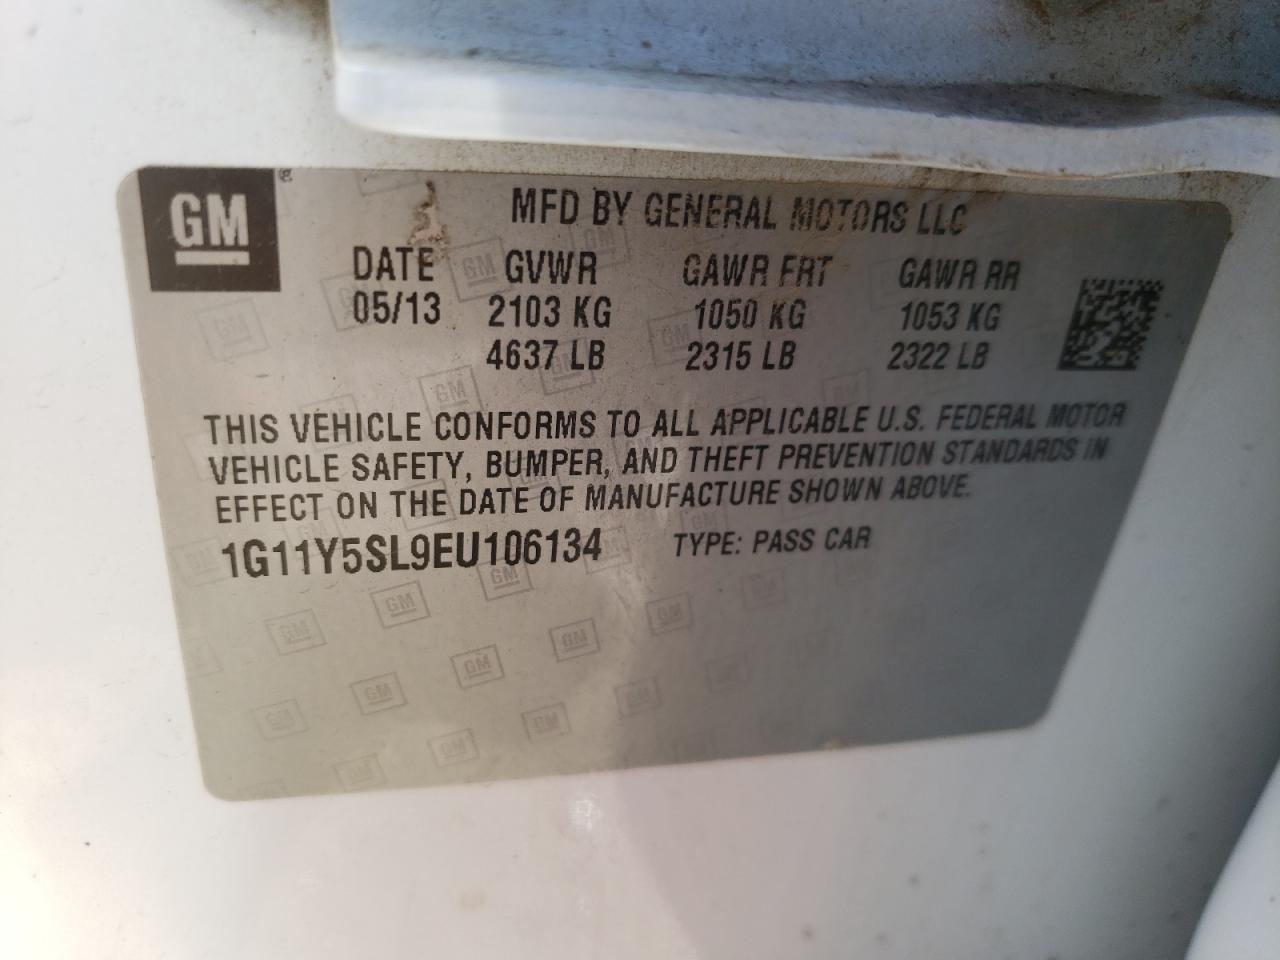 GM
MFD BY GENERAL MOTORS LLC
DATE GVWR GAWR FRT GAWR RR
05/13 2103 KG 1050 KG 1053 KG
4637 LB 2315 LB 2322 LB
THIS VEHICLE CONFORMS TO ALL APPLICABLE U.S. FEDERAL MOTOR
VEHICLE SAFETY, BUMPER, AND THEFT PREVENTION STANDARDS IN
EFFECT ON THE DATE OF MANUFACTURE SHOWN ABOVE.
1G11Y5SL9EU106134 TYPE: PASS CAR